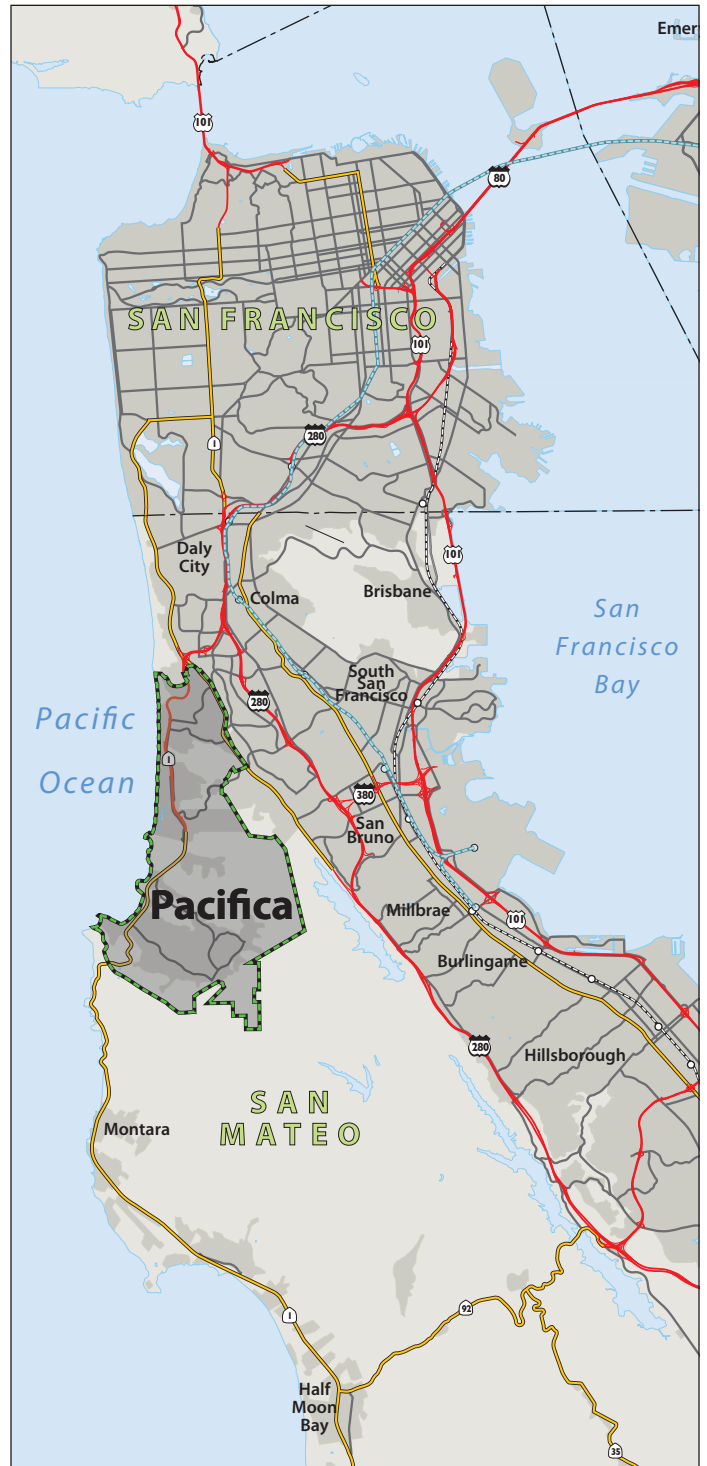 Emer
101
80
SAN FRANCISCO
101
280
1
Daly
City
101
Colma
Brisbane
San
Francisco
Bay
South
San
Francisco
280
Pacific
Ocean
1
380
San
Bruno
Pacifica
Millbrae
101
Burlingame
280
Hillsborough
SAN
MATEO
Montara
92
1
Half
Moon
Bay
35